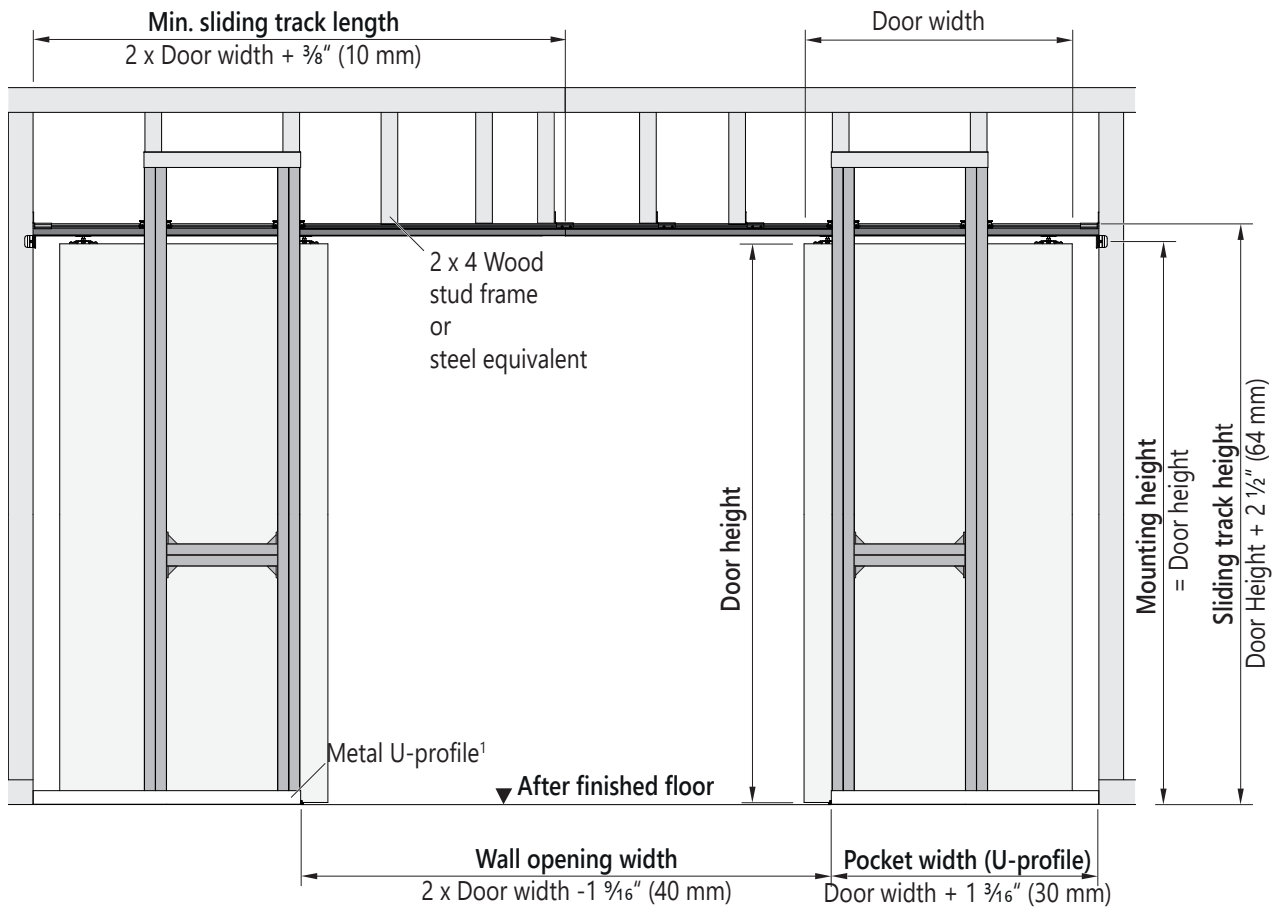 Min. sliding track length
2 x Door width + ⅜“ (10 mm)
Door width
2 x 4 Wood
stud frame
or
steel equivalent
Door height
Mounting height
= Door height
Sliding track height
Door Height + 2 ½“ (64 mm)
Metal U-profile¹
After finished floor
Wall opening width
2 x Door width -1 ⁹⁄₁₆“ (40 mm)
Pocket width (U-profile)
Door width + 1 ³⁄₁₆“ (30 mm)